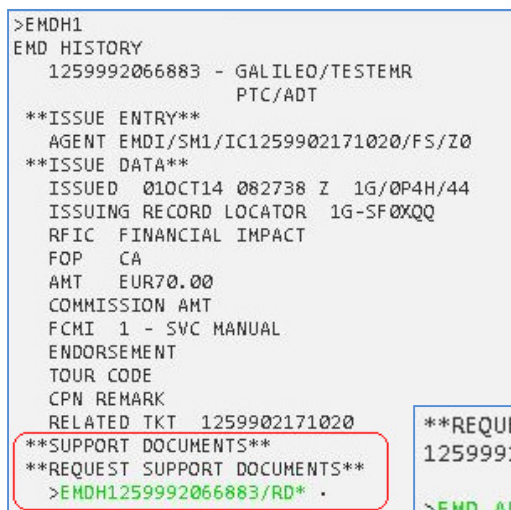 >EMDH1
EMD HISTORY
1259992066883 - GALILEO/TESTEMR
PTC/ADT
**ISSUE ENTRY**
AGENT EMDI/SM1/IC1259902171020/FS/Z0
**ISSUE DATA**
ISSUED 01OCT14 082738 Z 1G/0P4H/44
ISSUING RECORD LOCATOR 1G-SF0XQQ
RFIC FINANCIAL IMPACT
FOP CA
AMT EUR70.00
COMMISSION AMT
FCMI 1 - SVC MANUAL
ENDORSEMENT
TOUR CODE
CPN REMARK
RELATED TKT 1259902171020
**SUPPORT DOCUMENTS**
**REQUEST SUPPORT DOCUMENTS**
>EMDH1259992066883/RD* ·
**REQUE
125999
>EMD